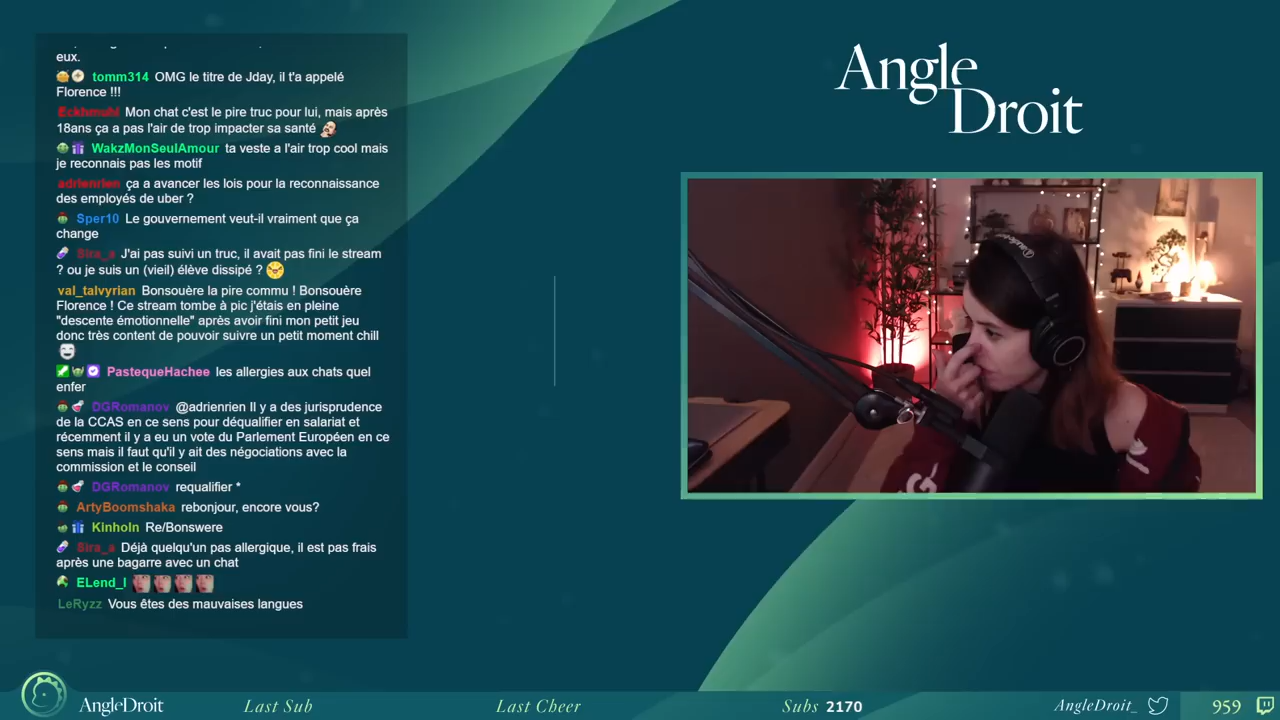 eux.
tomm314 OMG le titre de Jday, il t'a appelé
Florence !!!
Eckhmuhl Mon chat c'est le pire truc pour lui, mais après
18ans ça a pas l'air de trop impacter sa santé
WakzMonSeulAmour ta veste a l'air trop cool mais
je reconnais pas les motif
adrienrien ça a avancer les lois pour la reconnaissance
des employés de uber ?
Sper10 Le gouvernement veut-il vraiment que ça
change
Sira_a J'ai pas suivi un truc, il avait pas fini le stream
? ou je suis un (vieil) élève dissipé ?
val_talvyrian Bonsouère la pire commu ! Bonsouère
Florence ! Ce stream tombe à pic j'étais en pleine
"descente émotionnelle" après avoir fini mon petit jeu
donc très content de pouvoir suivre un petit moment chill
PastequeHachee les allergies aux chats quel
enfer
DGRomanov @adrienrien Il y a des jurisprudence
de la CCAS en ce sens pour déqualifier en salariat et
récemment il y a eu un vote du Parlement Européen en ce
sens mais il faut qu'il y ait des négociations avec la
commission et le conseil
DGRomanov requalifier *
ArtyBoomshaka rebonjour, encore vous?
Kinholn Re/Bonswere
Sira_a Déjà quelqu'un pas allergique, il est pas frais
après une bagarre avec un chat
ELend_I
LeRyzz Vous êtes des mauvaises langues
Angle
Droit
AngleDroit
Last Sub
Last Cheer
Subs 2170
AngleDroit_
959